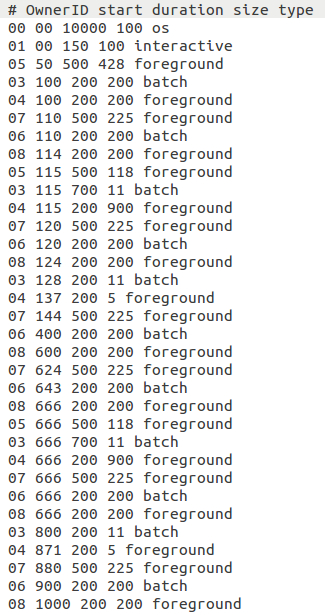 # OwnerID start duration size type
00 00 10000 100 os
01 00 150 100 interactive
05 50 500 428 foreground
03 100 200 200 batch
04 100 200 200 foreground
07 110 500 225 foreground
06 110 200 200 batch
08 114 200 200 foreground
05 115 500 118 foreground
03 115 700 11 batch
04 115 200 900 foreground
07 120 500 225 foreground
06 120 200 200 batch
08 124 200 200 foreground
03 128 200 11 batch
04 137 200 5 foreground
07 144 500 225 foreground
06 400 200 200 batch
08 600 200 200 foreground
07 624 500 225 foreground
06 643 200 200 batch
08 666 200 200 foreground
05 666 500 118 foreground
03 666 700 11 batch
04 666 200 900 foreground
07 666 500 225 foreground
06 666 200 200 batch
08 666 200 200 foreground
03 800 200 11 batch
04 871 200 5 foreground
07 880 500 225 foreground
06 900 200 200 batch
08 1000 200 200 foreground